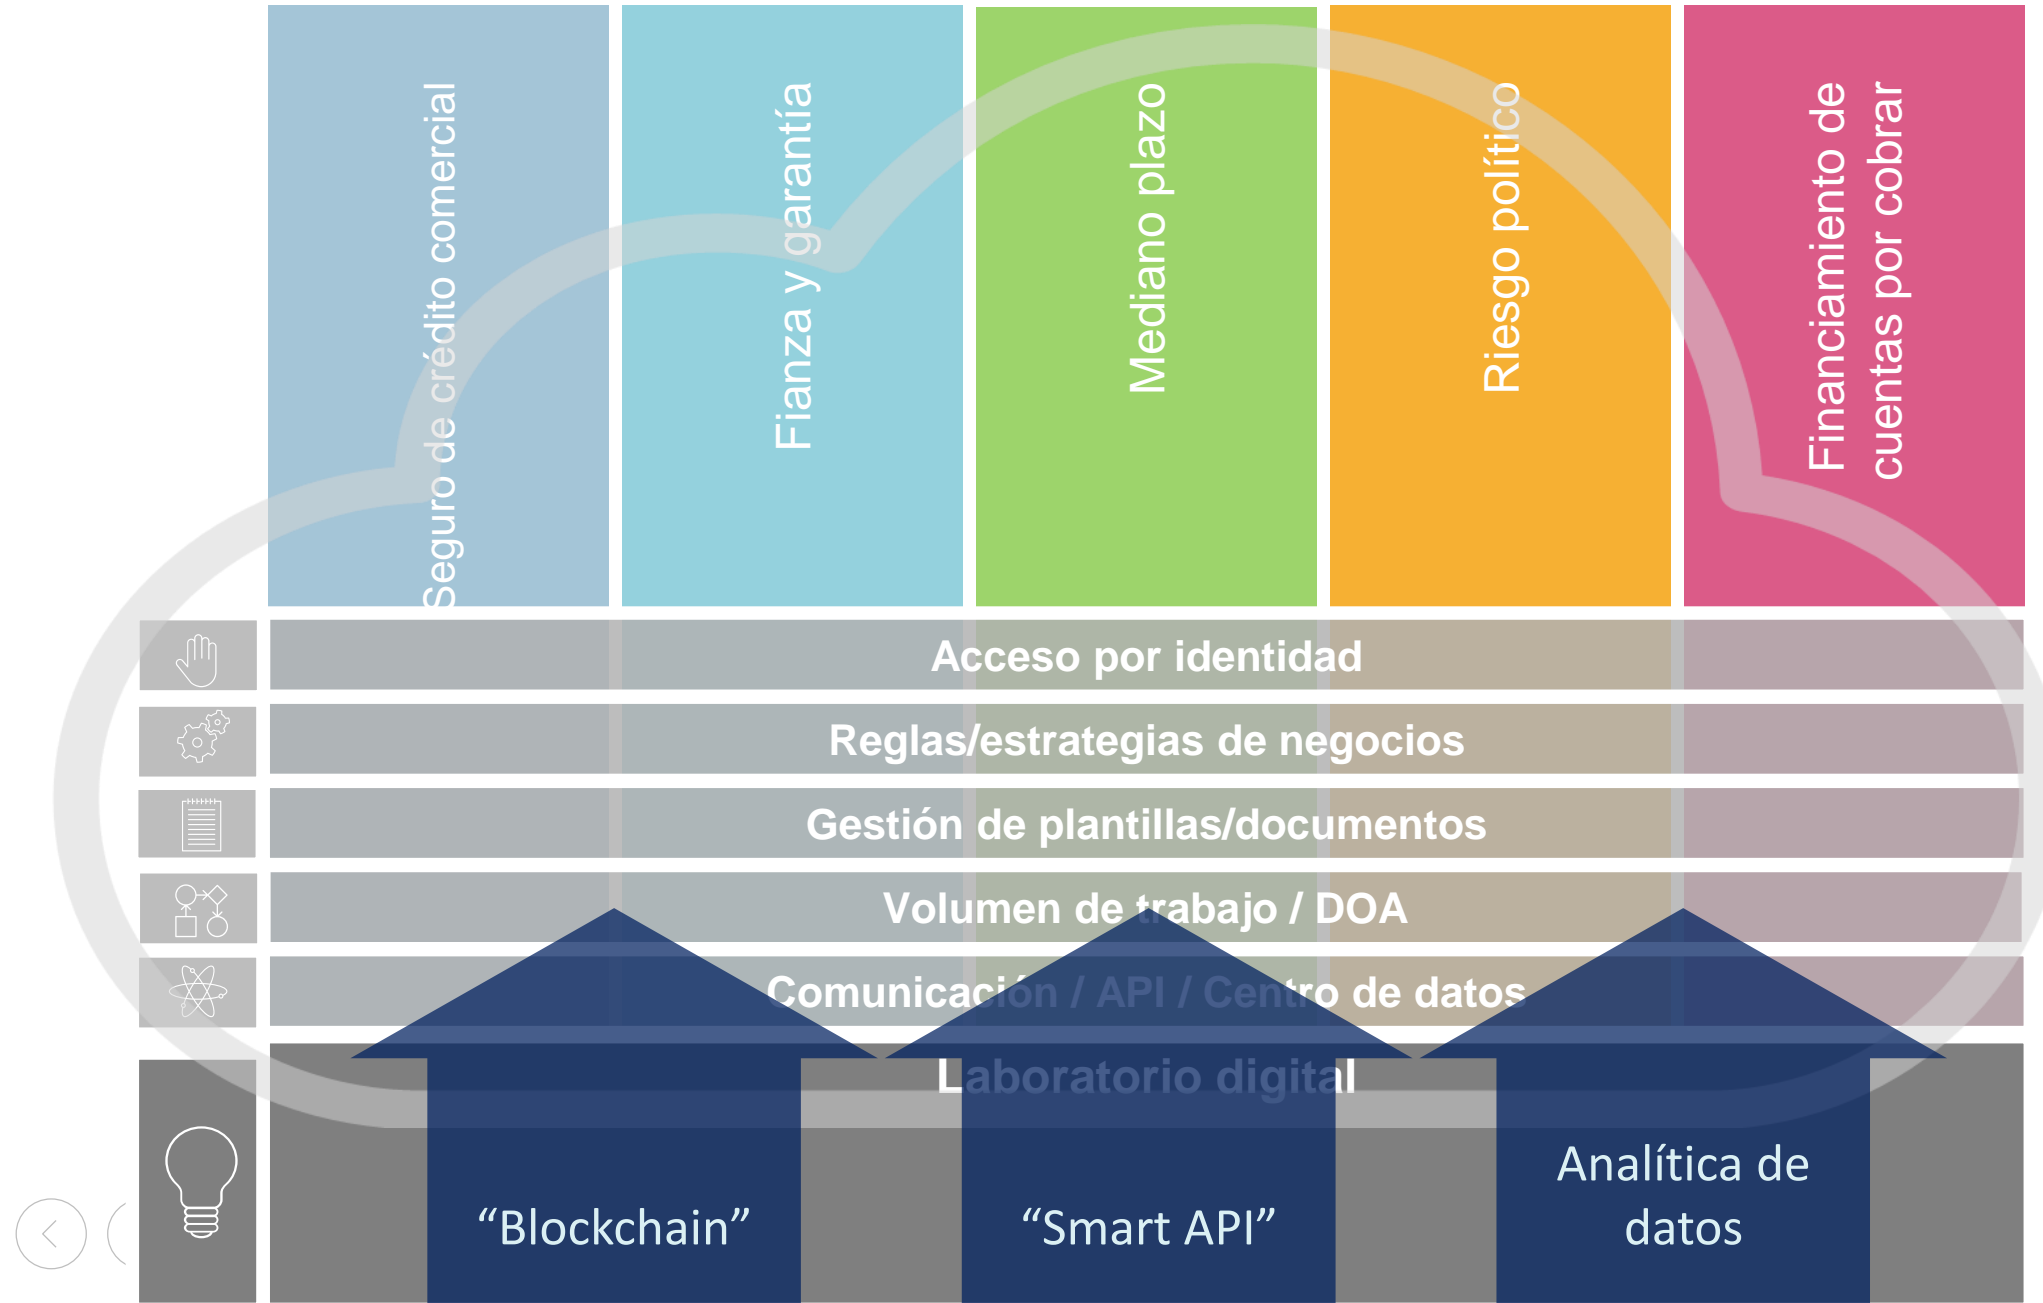 Seguro de crédito comercial
Fianza y garantía
Mediano plazo
Riesgo político
Financiamiento de
cuentas por cobrar
Acceso por identidad
Reglas/estrategias de negocios
Gestión de plantillas/documentos
Volumen de trabajo / DOA
Comunicación / API / Centro de datos
Laboratorio digital
“Blockchain”
“Smart API”
Analítica de
datos